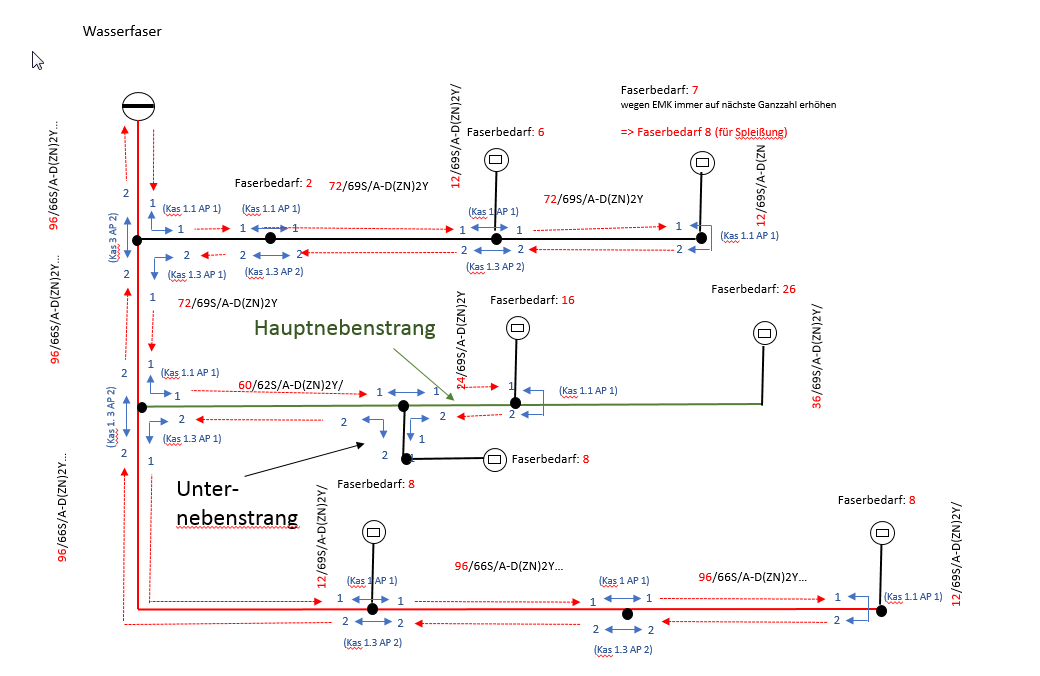 Wasserfaser
Faserbedarf: 7
wegen EMK immer auf nächste Ganzzahl erhöhen
=> Faserbedarf 8 (für Spleißung)
Faserbedarf: 6
96/66S/A-D(ZN)2Y...
12/69S/A-D(ZN)2Y/
12/69S/A-D(ZN
Faserbedarf: 2
72/69S/A-D(ZN)2Y
72/69S/A-D(ZN)2Y
2
1
(Kas 1.1 AP 1)
(Kas 1.1 AP 1)
(Kas 1 AP 1)
1
1
1
1
1
1
(Kas 3 AP 2)
(Kas 1.1 AP 1)
2
2
2
2
2
2
2
(Kas 1.3 AP 1)
(Kas 1.3 AP 2)
(Kas 1.3 AP 2)
96/66S/A-D(ZN)2Y...
1
72/69S/A-D(ZN)2Y
Faserbedarf: 16
Faserbedarf: 26
Hauptnebenstrang
24/69S/A-D(ZN)2Y
36/69S/A-D(ZN)2Y/
2
1
(Kas 1.1 AP 1)
60/62S/A-D(ZN)2Y/
1
1
1
1
(Kas 1.1 AP 1)
(Kas 1.3 AP 2)
2
2
2
2
(Kas 1.3 AP 1)
1
2
1
2
1
Faserbedarf: 8
96/66S/A-D(ZN)2Y...
Unter-
nebenstrang
Faserbedarf: 8
Faserbedarf: 8
12/69S/A-D(ZN)2Y/
12/69S/A-D(ZN)2Y/
96/66S/A-D(ZN)2Y...
96/66S/A-D(ZN)2Y...
(Kas 1 AP 1)
(Kas 1 AP 1)
1
1
1
1
1
(Kas 1.1 AP 1)
2
2
2
2
2
(Kas 1.3 AP 2)
(Kas 1.3 AP 2)